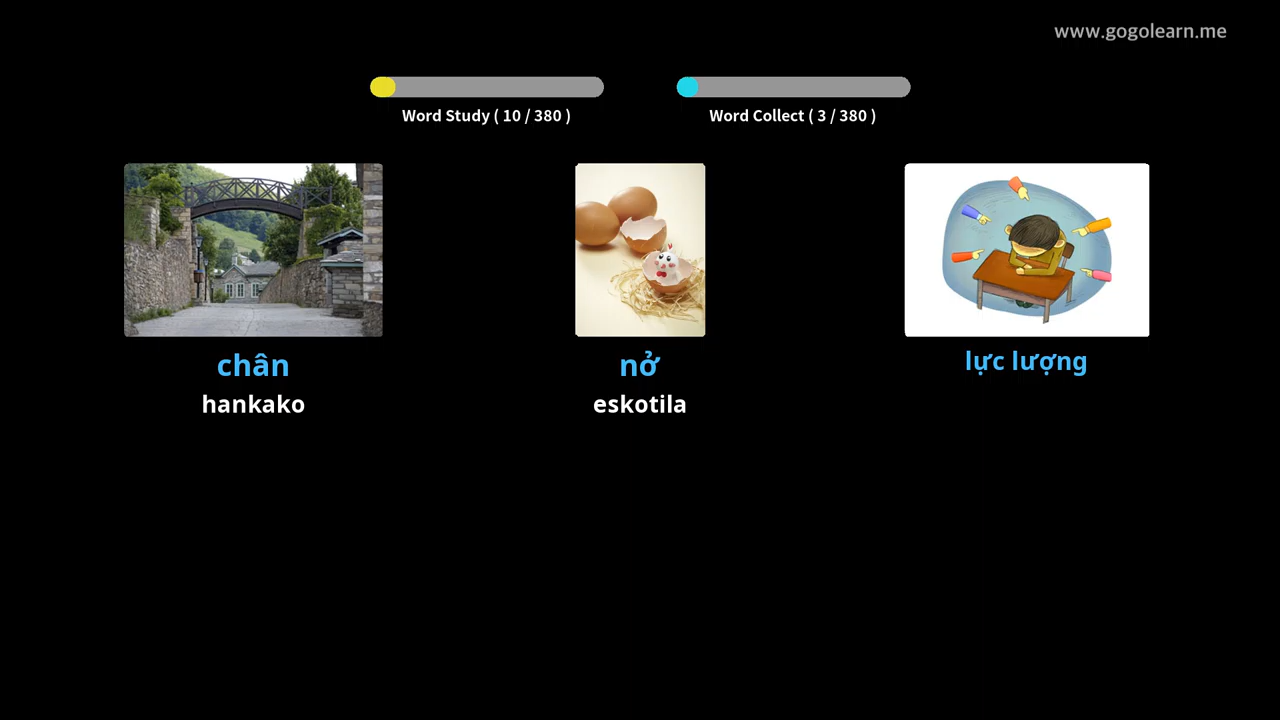 www.gogolearn.me
Word Study ( 10 / 380 )
Word Collect ( 3 / 380 )
chân
hankako
nở
eskotila
lực lượng